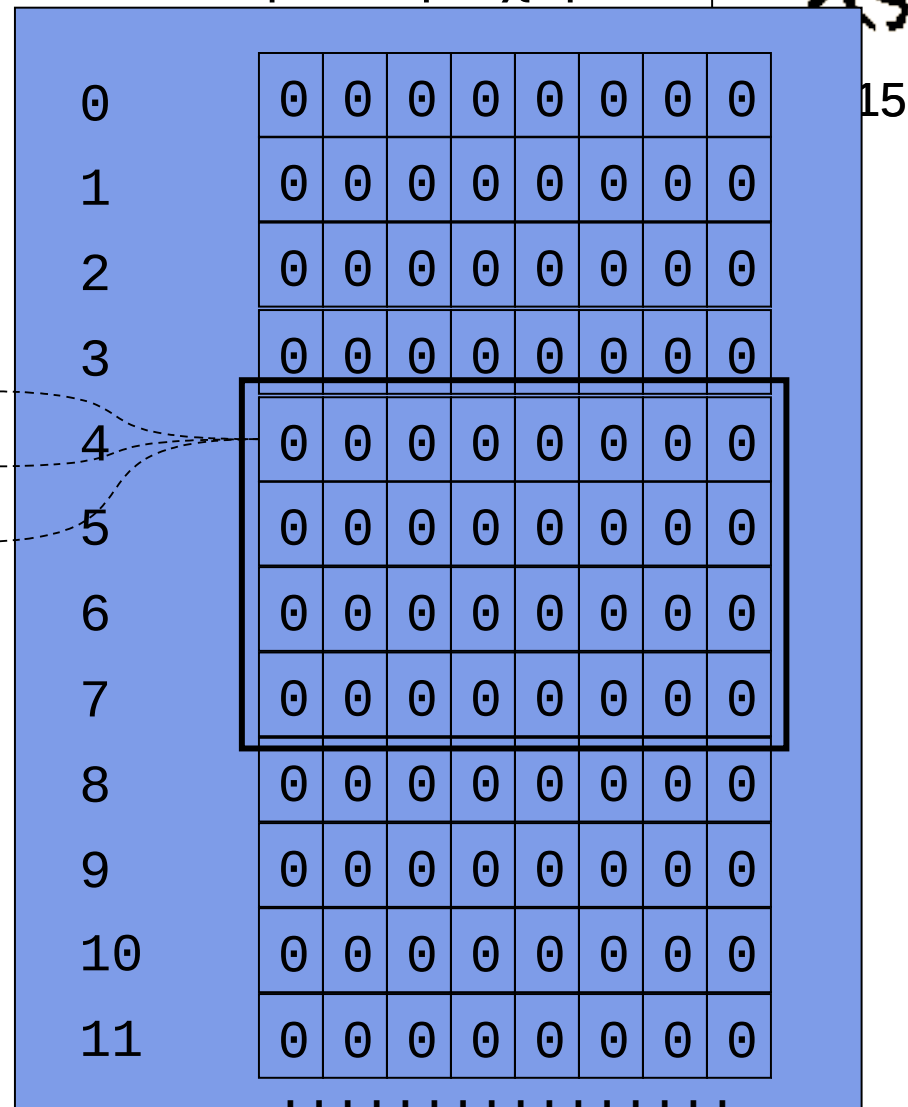 0 0 0 0 0 0 0 0 0
15
1 0 0 0 0 0 0 0 0
2 0 0 0 0 0 0 0 0
3 0 0 0 0 0 0 0 0
4 0 0 0 0 0 0 0 0
5 0 0 0 0 0 0 0 0
6 0 0 0 0 0 0 0 0
7 0 0 0 0 0 0 0 0
8 0 0 0 0 0 0 0 0
9 0 0 0 0 0 0 0 0
10 0 0 0 0 0 0 0 0
11 0 0 0 0 0 0 0 0